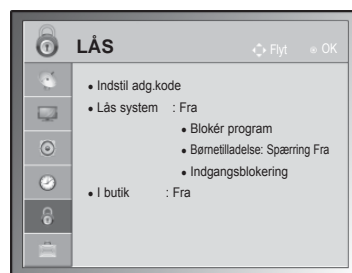 LÅS
Flyt OK
• Indstil adg.kode
• Lås system : Fra
• Blokér program
• Børnetilladelse: Spærring Fra
• Indgangsblokering
• I butik : Fra